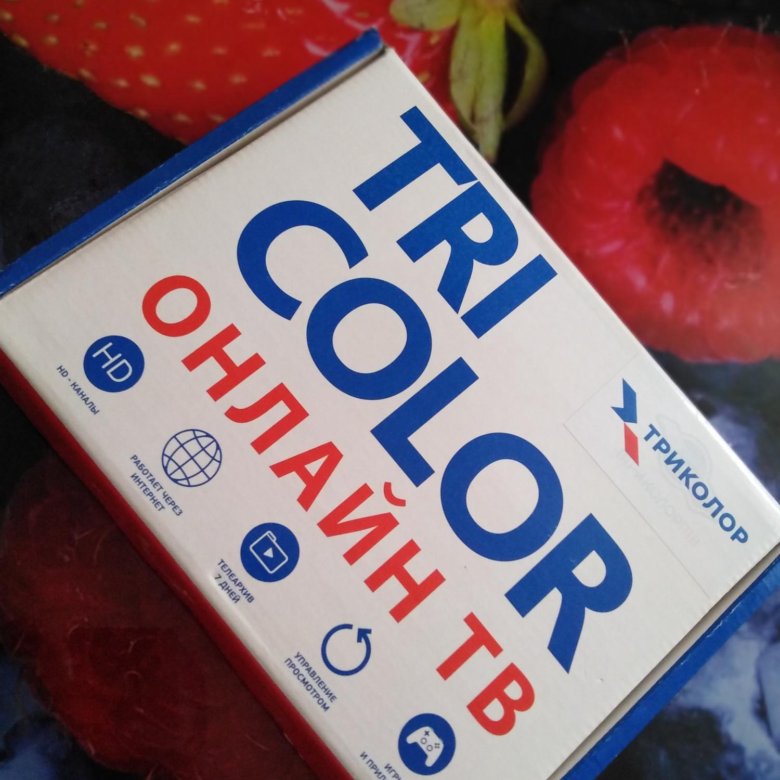 TRI
COLOR
ОНЛАЙН ТВ
ТРИКОЛОР
HD
HD - КАНАЛЫ
РАБОТАЕТ ЧЕРЕЗ
ИНТЕРНЕТ
ТЕЛЕАРХИВ
7 ДНЕЙ
УПРАВЛЕНИЕ
ПРОСМОТРОМ